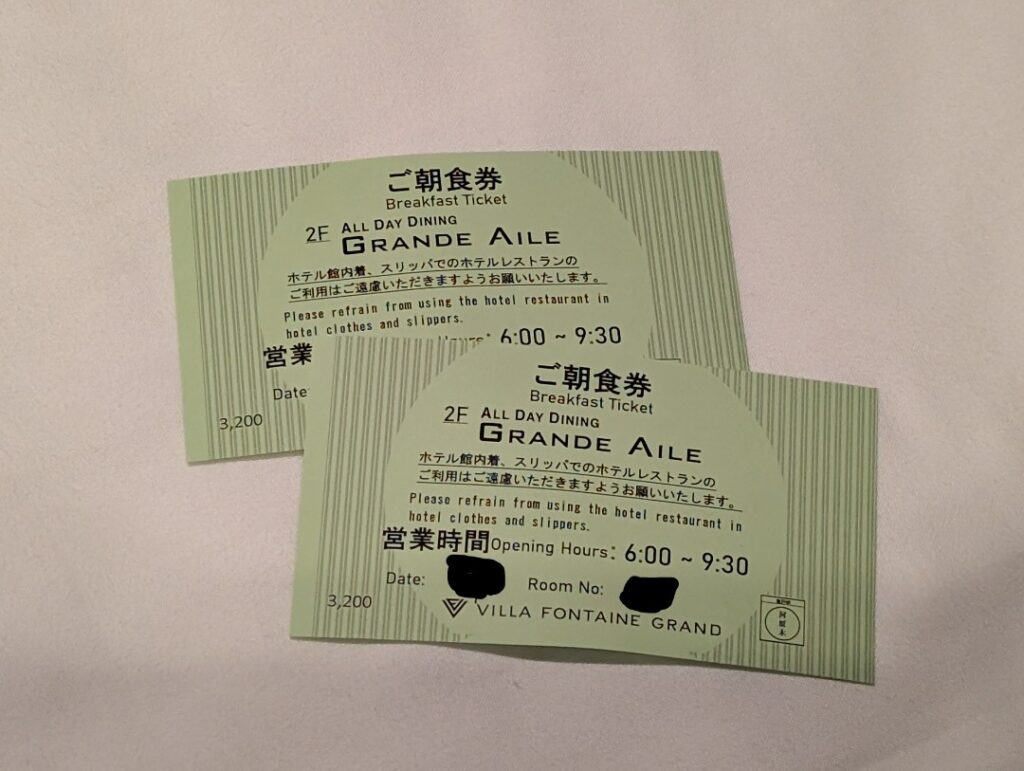 ご朝食券
Breakfast Ticket
2F ALL DAY DINING
GRANDE AILE
ホテル館内着、スリッパでのホテルレストランの
ご利用はご遠慮いただきますようお願いいたします。
Please refrain from using the hotel restaurant in
hotel clothes and slippers.
営業 Hours: 6:00 ~ 9:30
Date
3,200
ご朝食券
Breakfast Ticket
2F ALL DAY DINING
GRANDE AILE
ホテル館内着、スリッパでのホテルレストランの
ご利用はご遠慮いただきますようお願いいたします。
Please refrain from using the hotel restaurant in
hotel clothes and slippers.
営業時間 Opening Hours: 6:00 ~ 9:30
Date: Room No:
3,200
VILLA FONTAINE GRAND